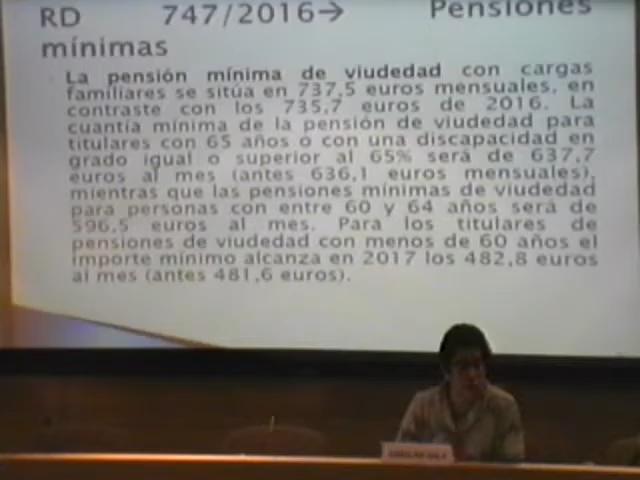 RD 747/2016→ Pensiones
mínimas
La pensión mínima de viudedad con cargas
familiares se sitúa en 737,5 euros mensuales, en
contraste con los 735,7 euros de 2016. La
cuantía mínima de la pensión de viudedad para
titulares con 65 años o con una discapacidad en
grado igual o superior al 65% será de 637,7
euros al mes (antes 636,1 euros mensuales),
mientras que las pensiones mínimas de viudedad
para personas con entre 60 y 64 años será de
596,5 euros al mes. Para los titulares de
pensiones de viudedad con menos de 60 años el
importe mínimo alcanza en 2017 los 482,8 euros
al mes (antes 481,6 euros).